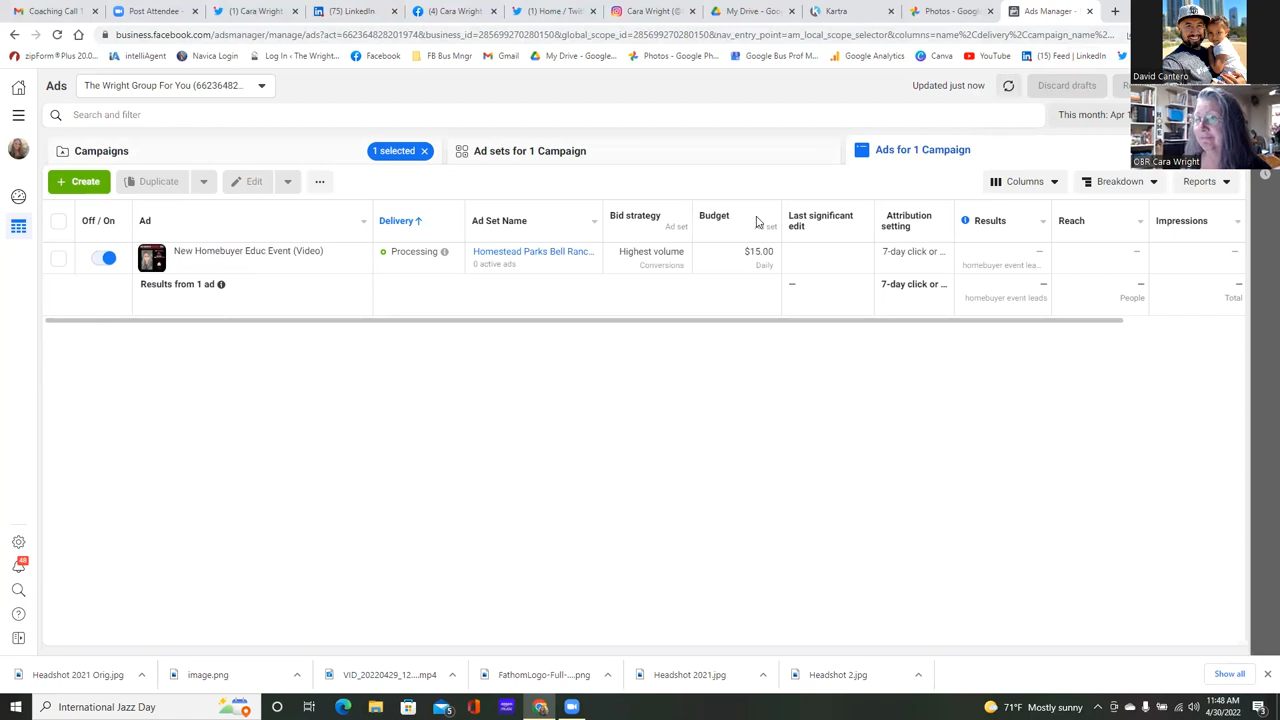 Coaching Call 1
Post Attendee -
(1) Cara Wright
(75) LinkedIn
(4) Cara Wright
(1) Home / Twit
Cara Wright (@
My Drive - Goo
Kartra
Photos - Googl
Ads Manager -
business.facebook.com/adsmanager/manage/ads?act=662364828201974&business_id=2856992702801508&global_scope_id=2856992702801508&nav_entry_point=am_local_scope_selector&columns=name%2Cdelivery%2Ccampaign_name%2...
zipForm®Plus 20.0...
intelliAgent
Navica Login
(1) Cara Wright (@...
Facebook
FB Bus Mgr
Gmail
My Drive - Google...
Photos - Google Ph...
Google Bus Prof M...
Google Analytics
Canva
YouTube
(1) Feed | LinkedIn
David Cantero
Ads
The Wright Group For You (66236482...
Updated just now
Discard drafts
Search and filter
This month: Apr 1
OBR Cara Wright
Campaigns
1 selected
Ad sets for 1 Campaign
Ads for 1 Campaign
+ Create
Duplicate
Edit
Columns
Breakdown
Reports
Off / On
Ad
Delivery ↑
Ad Set Name
Bid strategy
Ad set
Budget
set
Last significant edit
Attribution setting
Results
Reach
Impressions
New Homebuyer Educ Event (Video)
Processing
Homestead Parks Bell Ranc...
0 active ads
Highest volume
Conversions
$15.00
Daily
7-day click or ...
—
homebuyer event lea...
—
—
Results from 1 ad
—
7-day click or ...
—
homebuyer event leads
—
People
—
Total
48
Headshot 2021 Orig.jpg
image.png
VID_20220429_12....mp4
FathomLogo-Full-....png
Headshot 2021.jpg
Headshot 2.jpg
Show all
International Jazz Day
71°F Mostly sunny
11:48 AM
4/30/2022